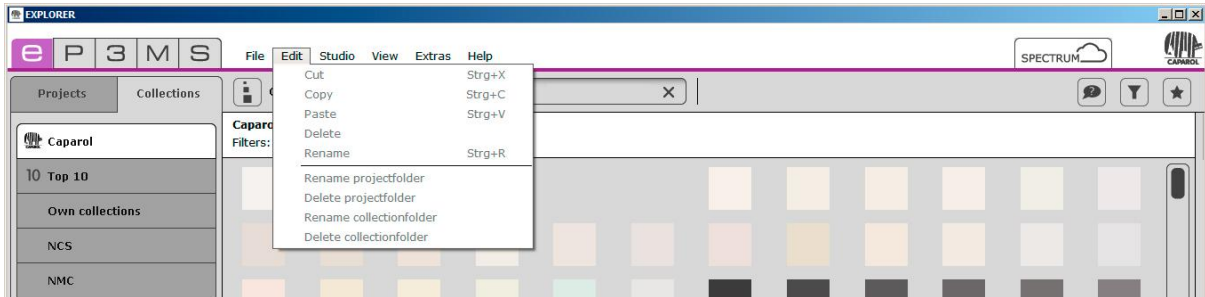 EXPLORER
e P 3 M S
File Edit Studio View Extras Help
SPECTRUM
CAPAROL
Projects Collections
Cut Strg+X
Copy Strg+C
Paste Strg+V
Delete
Rename Strg+R
Rename projectfolder
Delete projectfolder
Rename collectionfolder
Delete collectionfolder
Caparol
10 Top 10
Own collections
NCS
NMC
Filters: